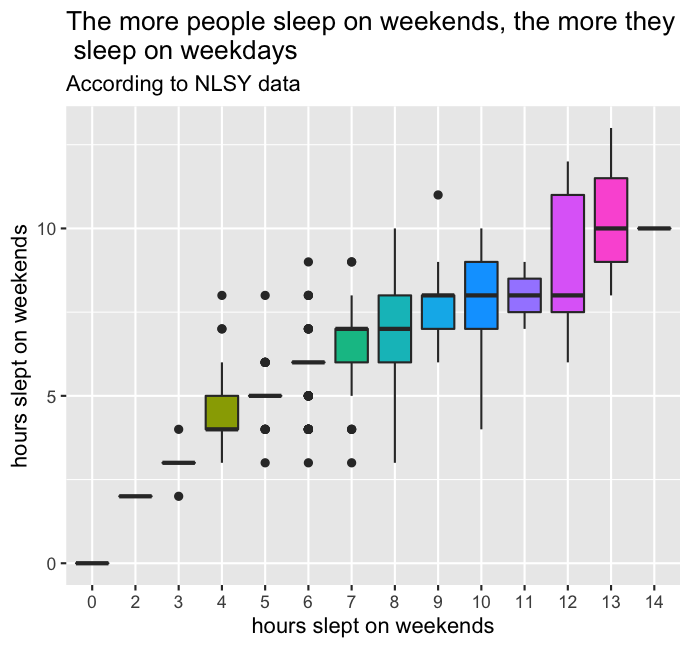 The more people sleep on weekends, the more they
sleep on weekdays
According to NLSY data
hours slept on weekends
10
5
0
0 2 3 4 5 6 7 8 9 10 11 12 13 14
hours slept on weekends